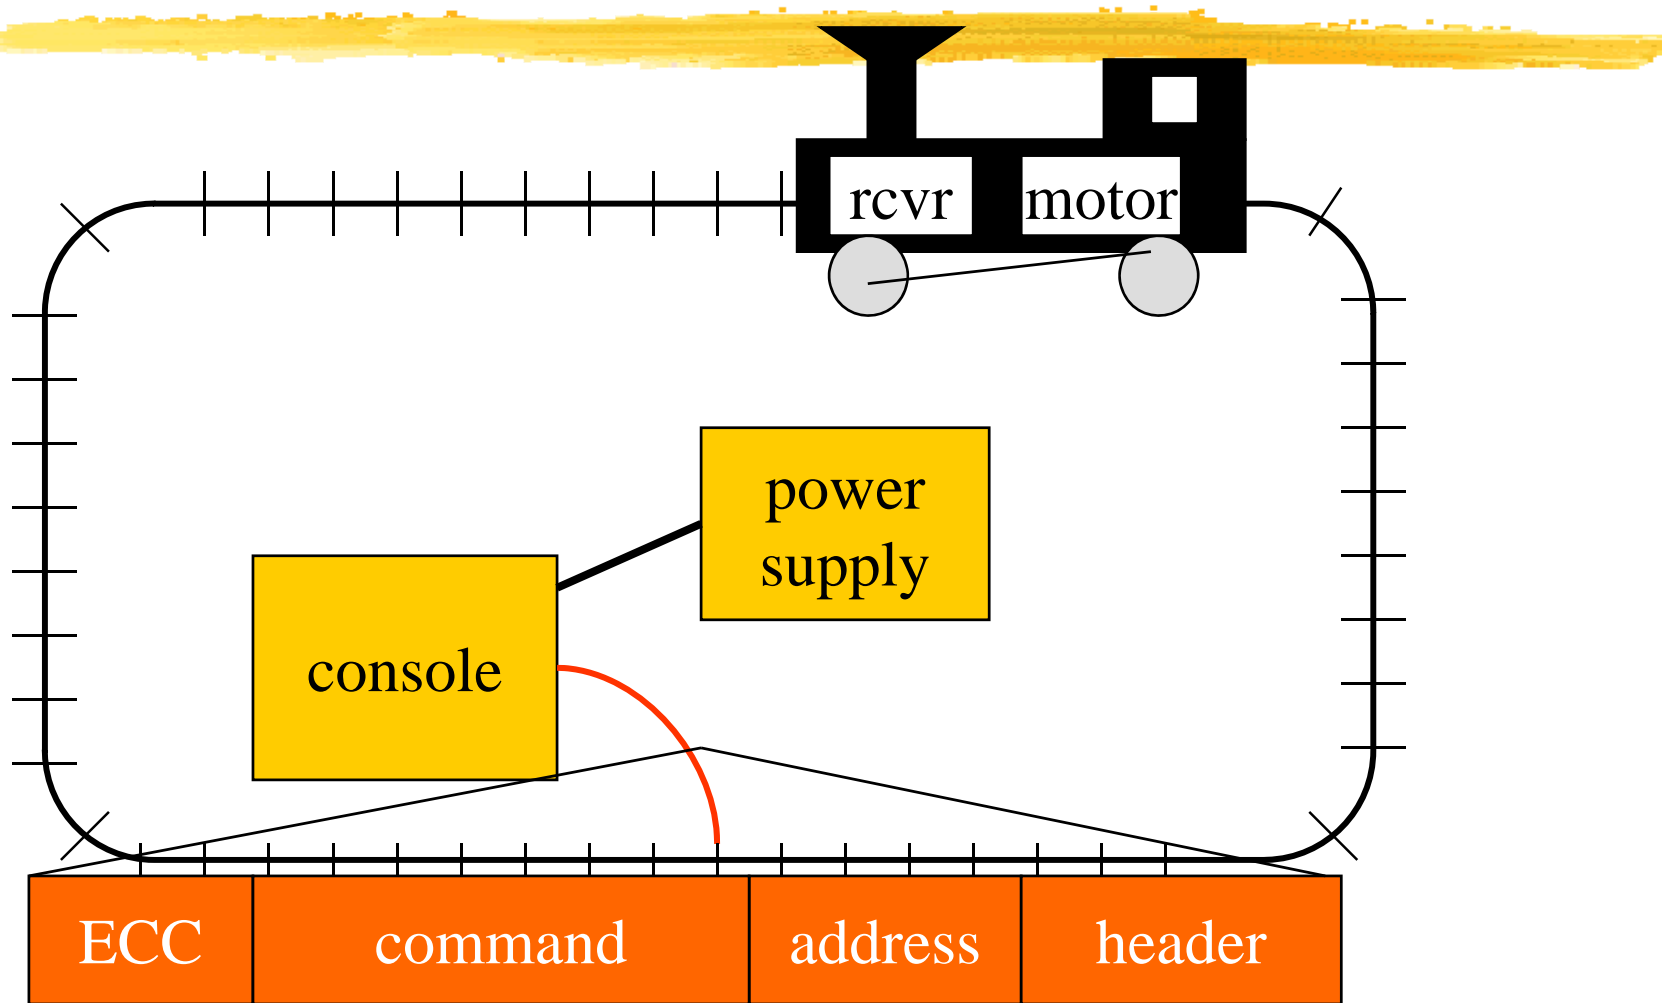 rcvr
motor
power
supply
console
ECC
command
address
header